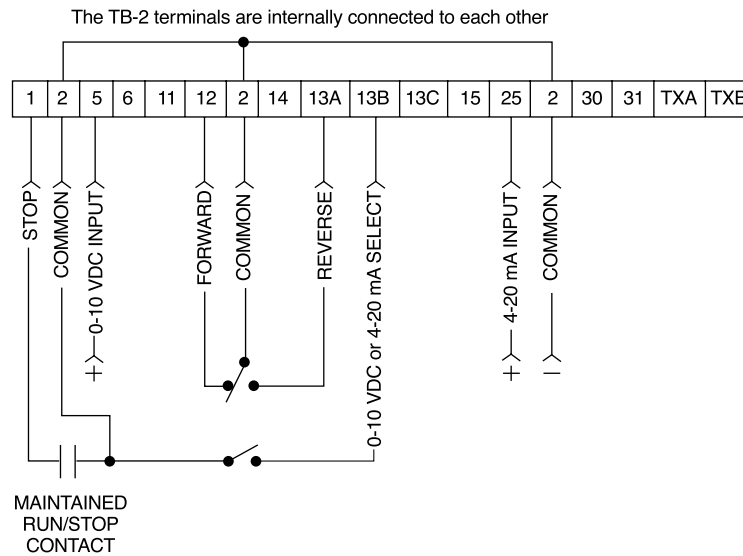 The TB-2 terminals are internally connected to each other
1 2 5 6 11 12 2 14 13A 13B 13C 15 25 2 30 31 TXA TXB
STOP
COMMON
0-10 VDC INPUT
+
FORWARD
COMMON
REVERSE
0-10 VDC or 4-20 mA SELECT
4-20 mA INPUT
+
COMMON
–
MAINTAINED
RUN/STOP
CONTACT